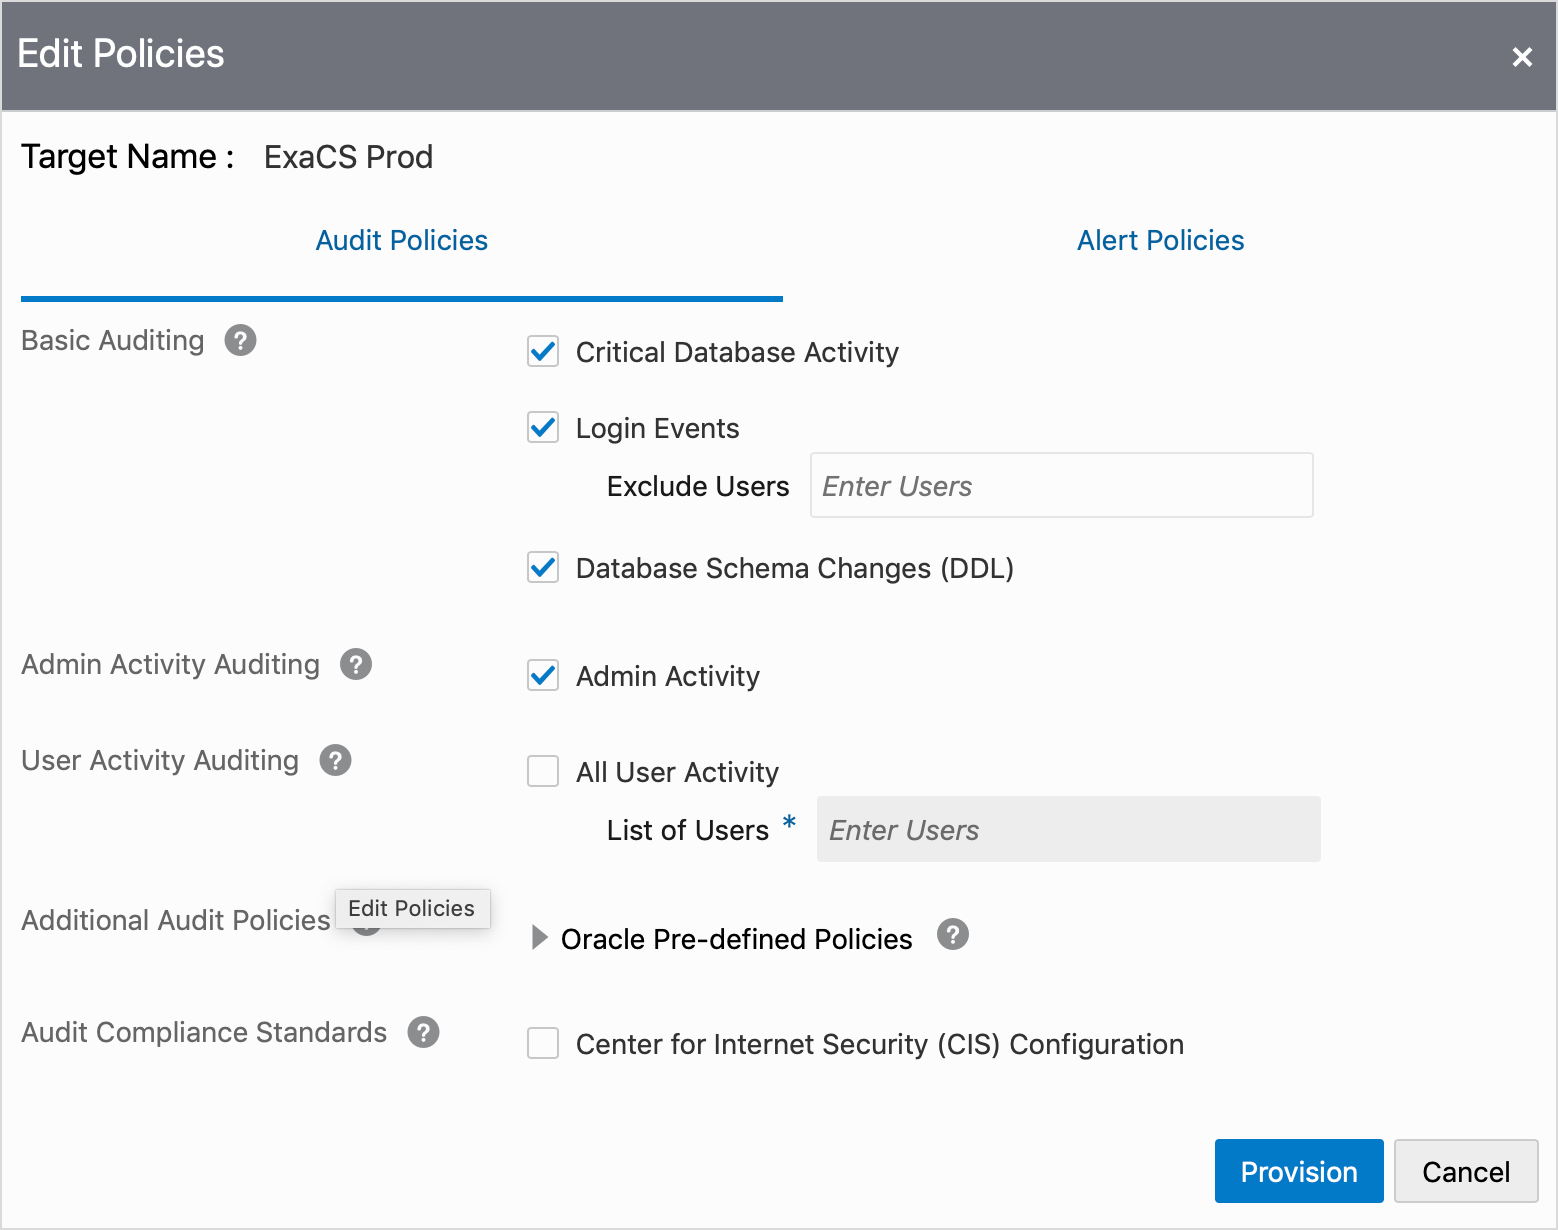 Edit Policies
Target Name : ExaCS Prod
Audit Policies
Alert Policies
Basic Auditing ?
Critical Database Activity
Login Events
Exclude Users Enter Users
Database Schema Changes (DDL)
Admin Activity Auditing ?
Admin Activity
User Activity Auditing ?
All User Activity
List of Users * Enter Users
Additional Audit Policies
Edit Policies
Oracle Pre-defined Policies ?
Audit Compliance Standards ?
Center for Internet Security (CIS) Configuration
Provision
Cancel